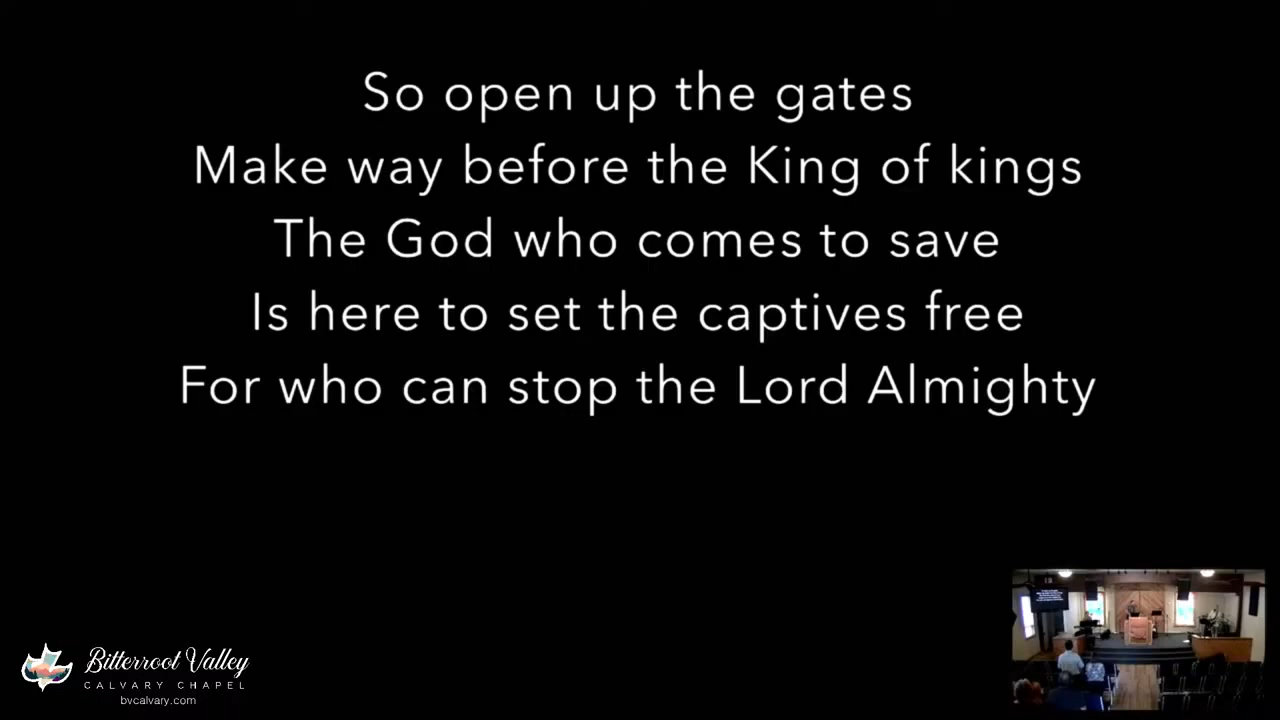 So open up the gates
Make way before the King of kings
The God who comes to save
Is here to set the captives free
For who can stop the Lord Almighty
Bitterroot Valley
CALVARY CHAPEL
bvcalvary.com